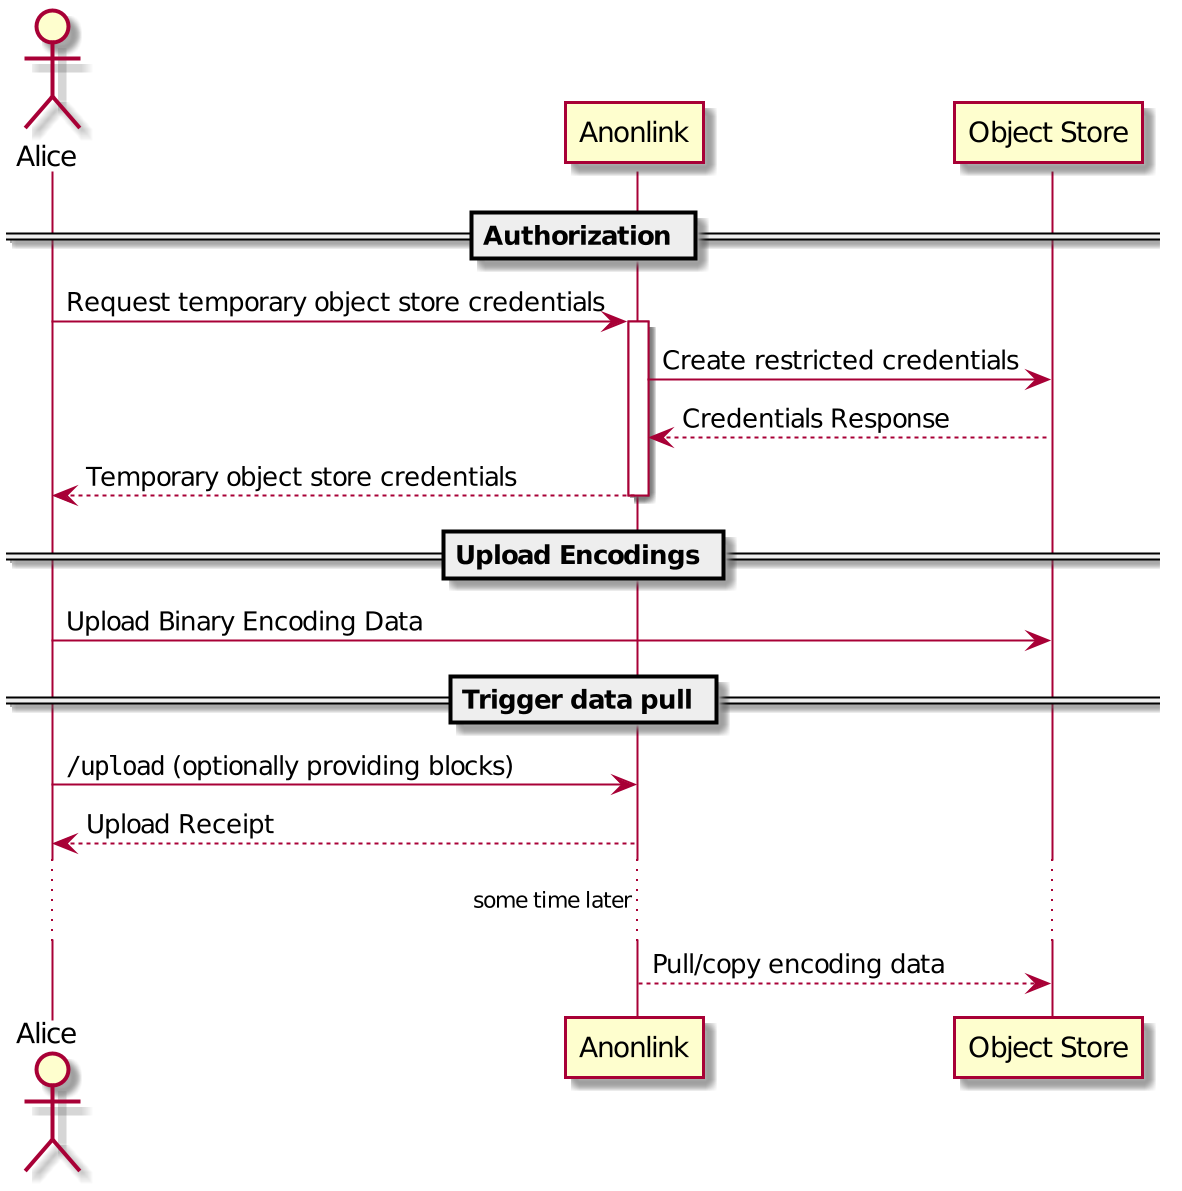 Alice
Anonlink
Object Store
Authorization
Request temporary object store credentials
Create restricted credentials
Credentials Response
Temporary object store credentials
Upload Encodings
Upload Binary Encoding Data
Trigger data pull
/upload (optionally providing blocks)
Upload Receipt
some time later
Pull/copy encoding data
Alice
Anonlink
Object Store